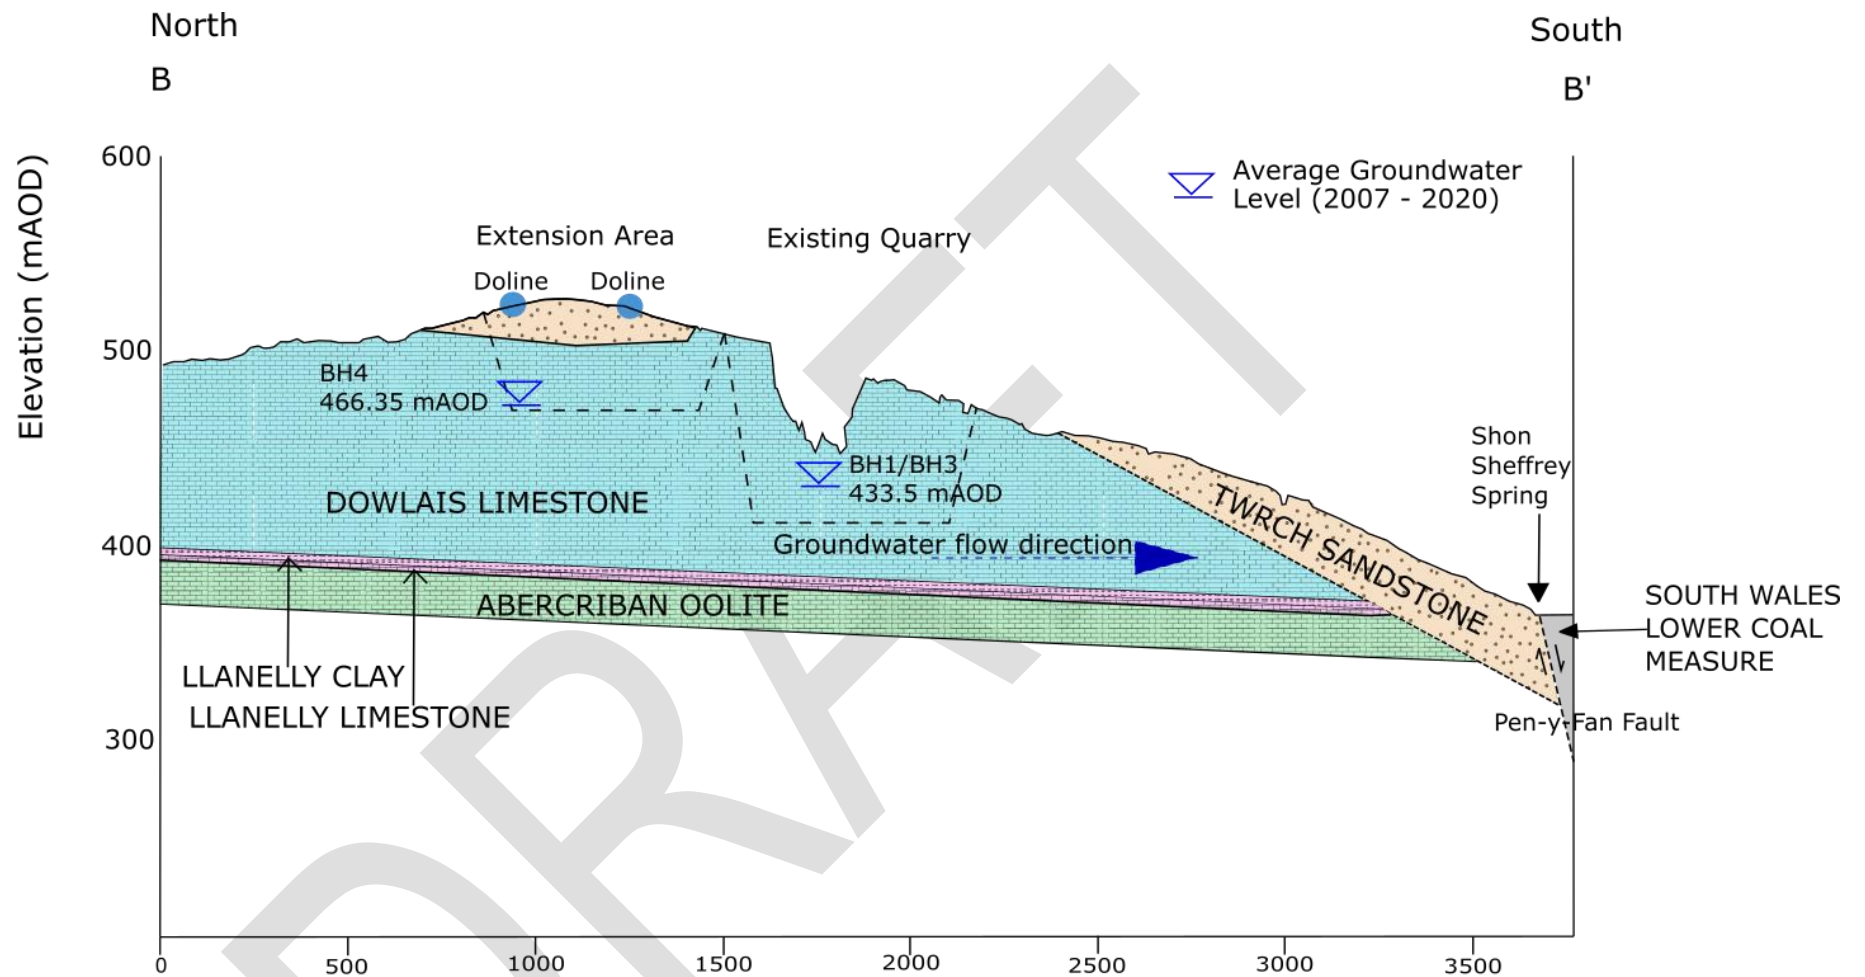 North
South
B
B'
Elevation (mAOD)
600
500
400
300
Average Groundwater
Level (2007 - 2020)
Extension Area
Existing Quarry
Doline
Doline
BH4
466.35 mAOD
BH1/BH3
433.5 mAOD
DOWLAIS LIMESTONE
Groundwater flow direction
TWRCH SANDSTONE
Shon
Sheffrey
Spring
ABERCRIBAN OOLITE
SOUTH WALES
LOWER COAL
MEASURE
LLANELLY CLAY
LLANELLY LIMESTONE
Pen-y-Fan Fault
0
500
1000
1500
2000
2500
3000
3500
DRAFT